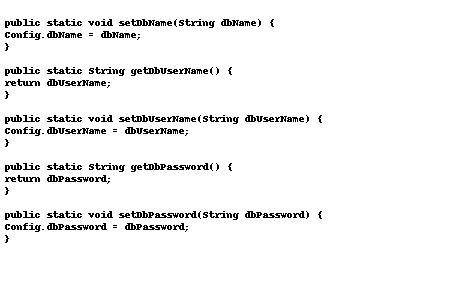 public static void setDbName(String dbName) {
Config.dbName = dbName;
}
public static String getDbUserName() {
return dbUserName;
}
public static void setDbUserName(String dbUserName) {
Config.dbUserName = dbUserName;
}
public static String getDbPassword() {
return dbPassword;
}
public static void setDbPassword(String dbPassword) {
Config.dbPassword = dbPassword;
}